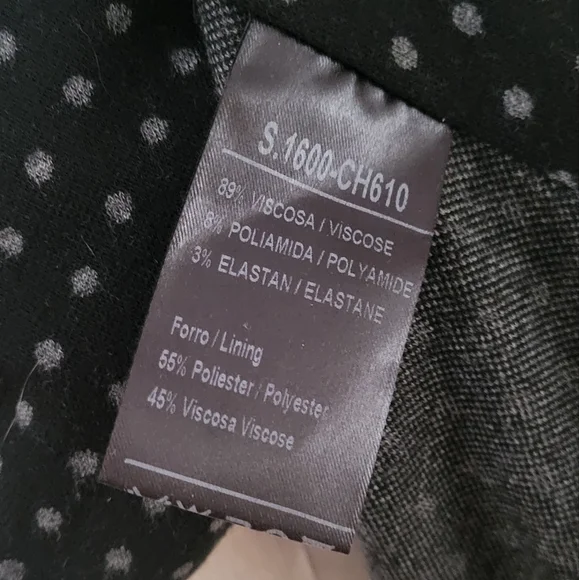 S.1600-CH610
89% VISCOSA / VISCOSE
8% POLIAMIDA / POLYAMIDE
3% ELASTAN / ELASTANE
Forro / Lining
55% Poliester / Polyester
45% Viscosa Viscose